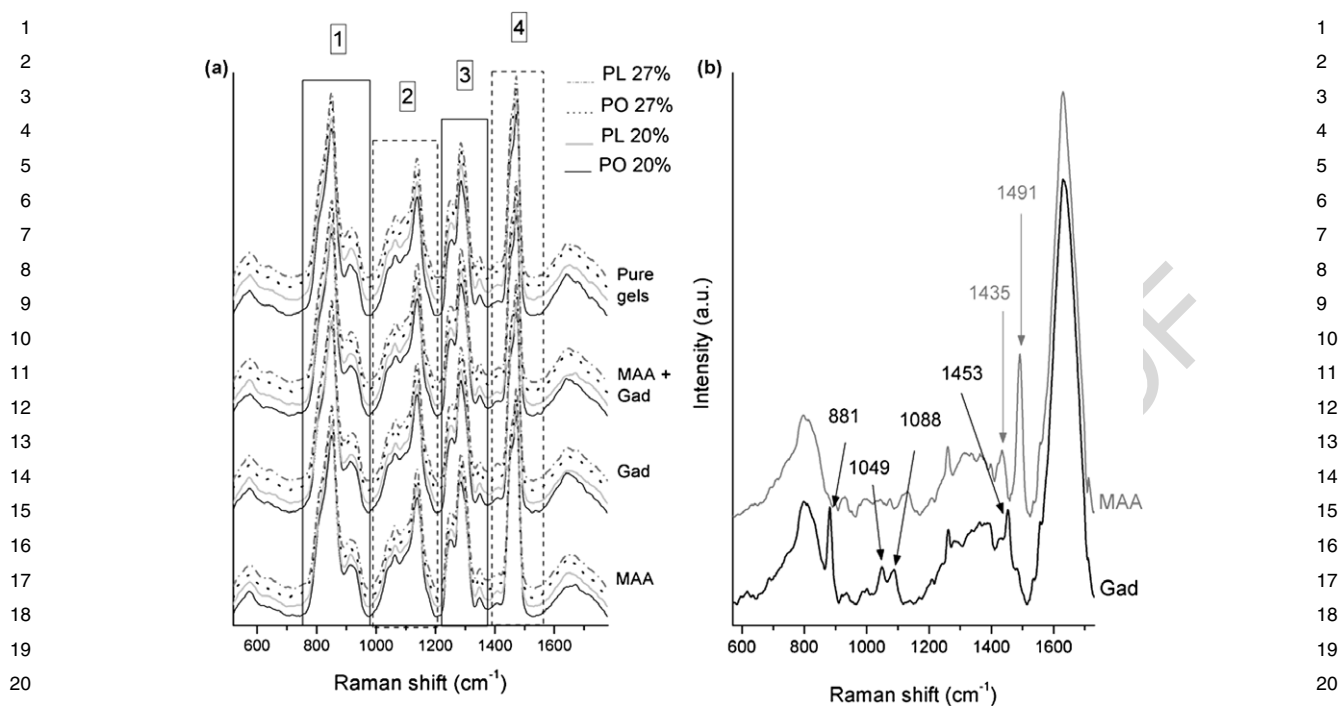 1
2
3
4
5
6
7
8
9
10
11
12
13
14
15
16
17
18
19
20
(a)
1
2
3
4
PL 27%
PO 27%
PL 20%
PO 20%
Pure
gels
MAA +
Gad
Gad
MAA
600 800 1000 1200 1400 1600
Raman shift (cm⁻¹)
(b)
Intensity (a.u.)
1491
1435
1453
881
1088
1049
MAA
Gad
600 800 1000 1200 1400 1600
Raman shift (cm⁻¹)
1
2
3
4
5
6
7
8
9
10
11
12
13
14
15
16
17
18
19
20